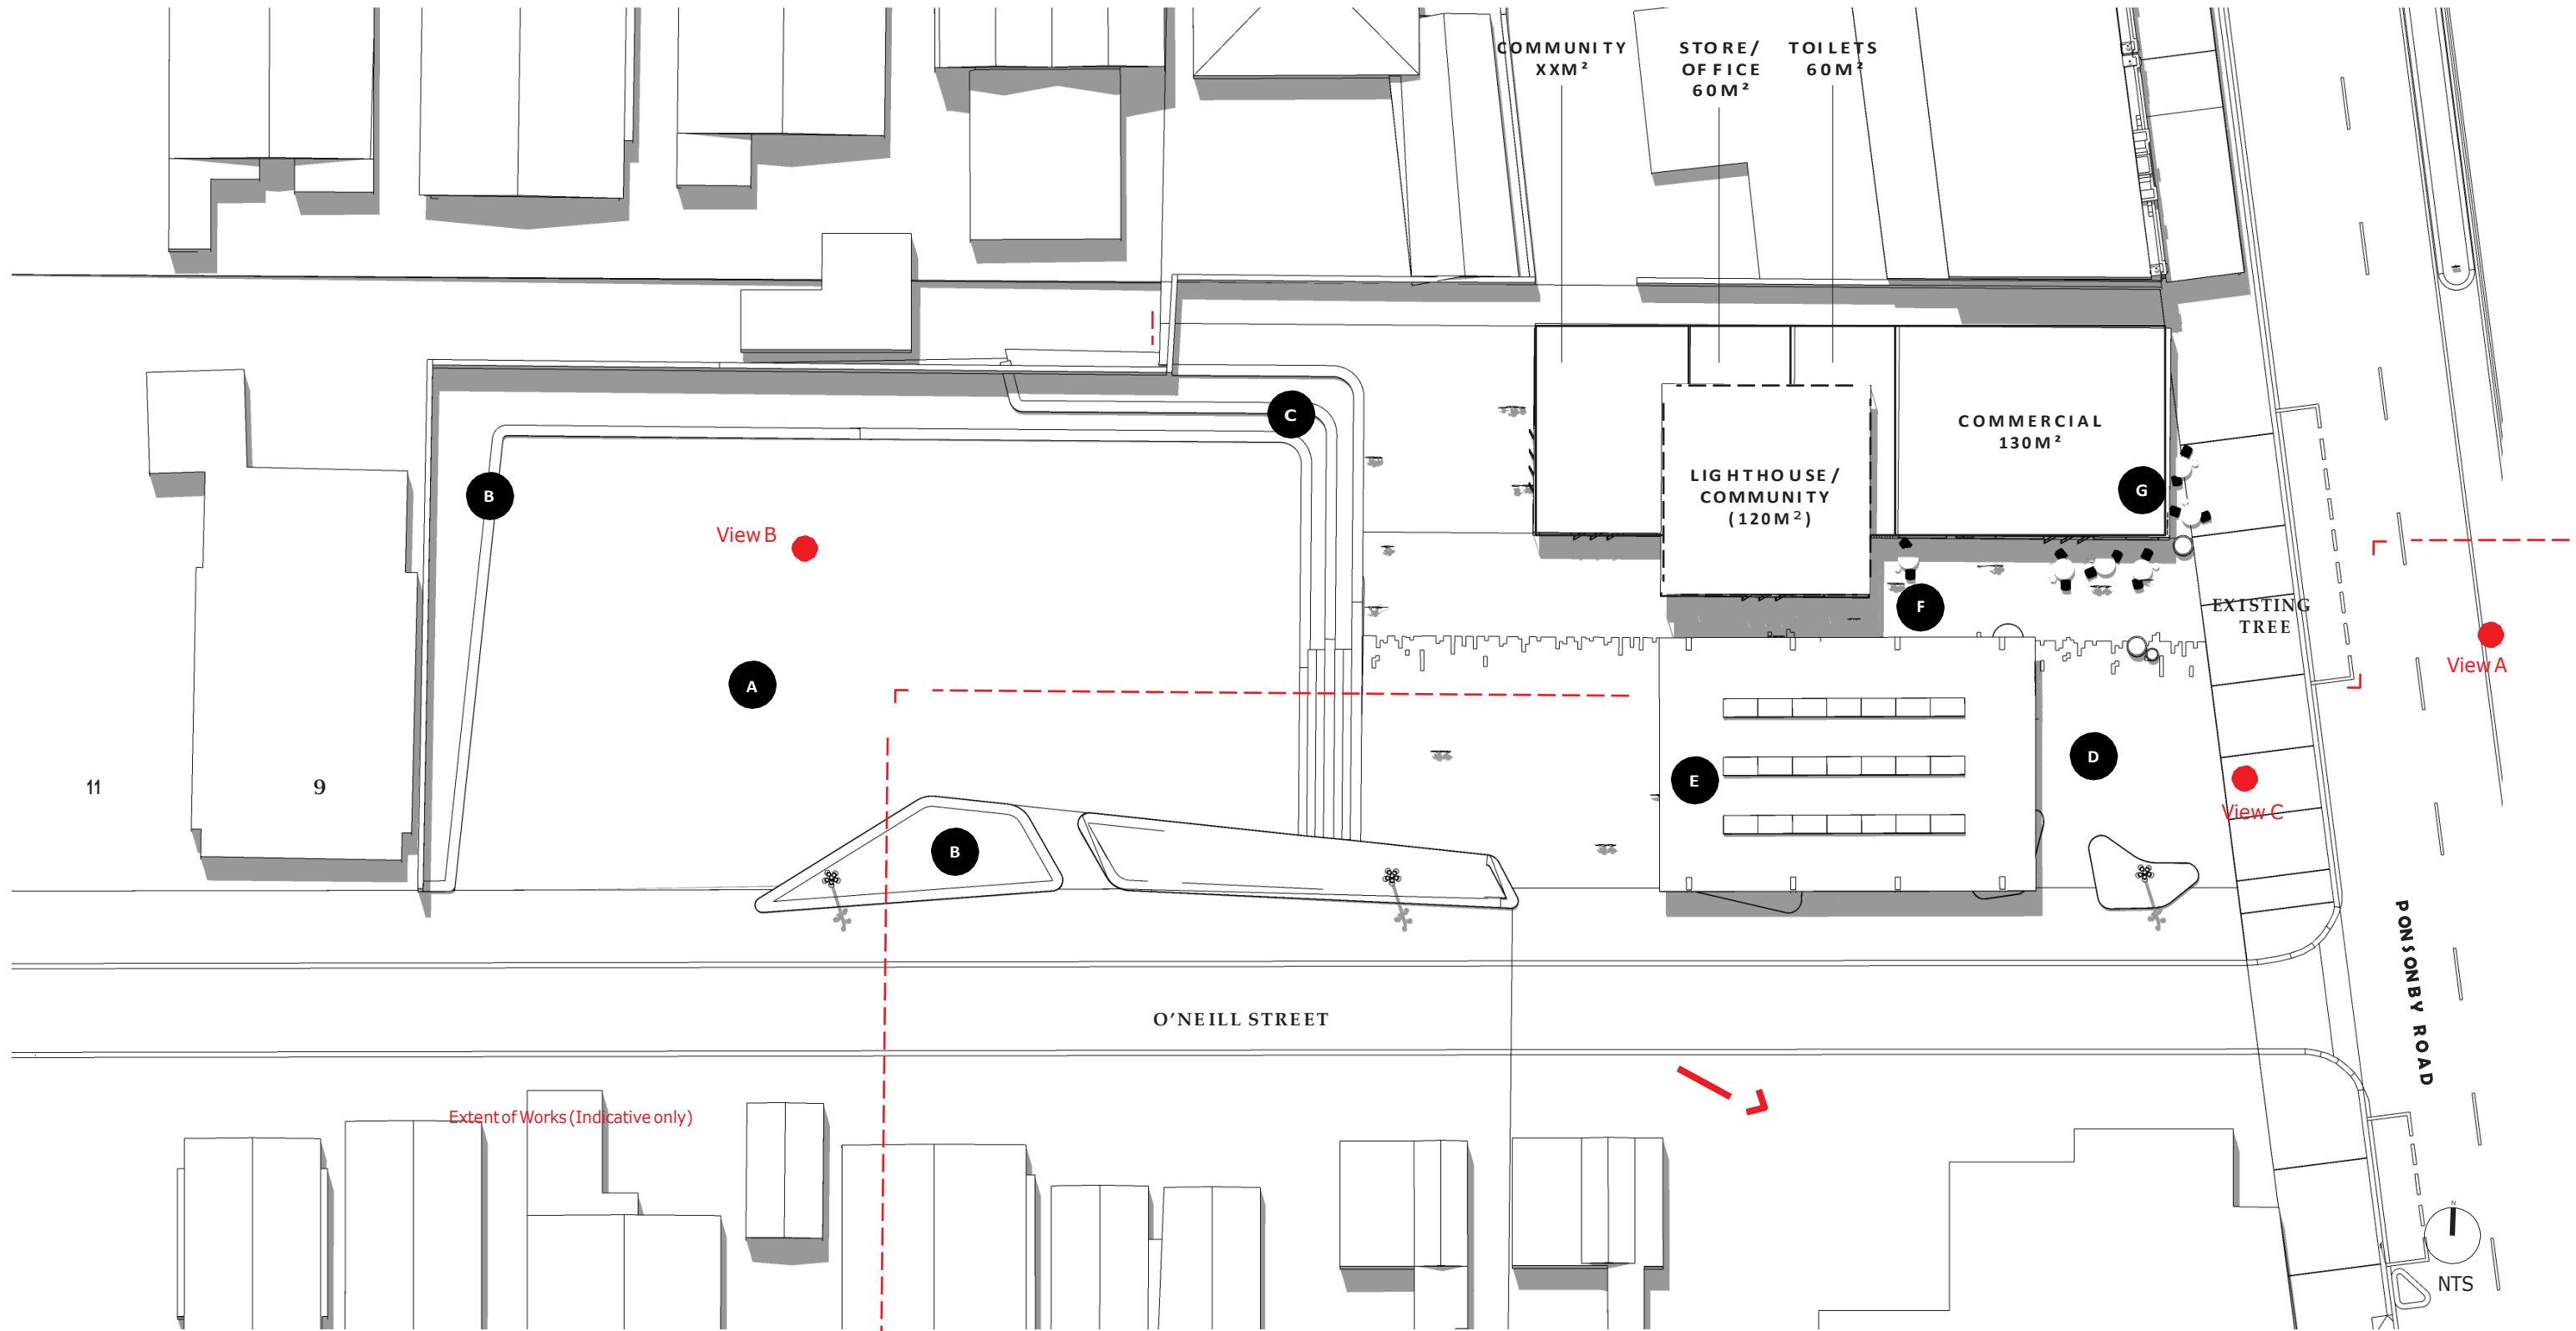 COMMUNITY
XXM²
STORE/
OFFICE
60M²
TOILETS
60M²
C
COMMERCIAL
130M²
LIGHTHOUSE/
COMMUNITY
(120M²)
G
B
View B
F
EXISTING
TREE
View A
A
D
E
View C
11
9
B
PONSONBY ROAD
O'NEILL STREET
Extent of Works (Indicative only)
N
NTS